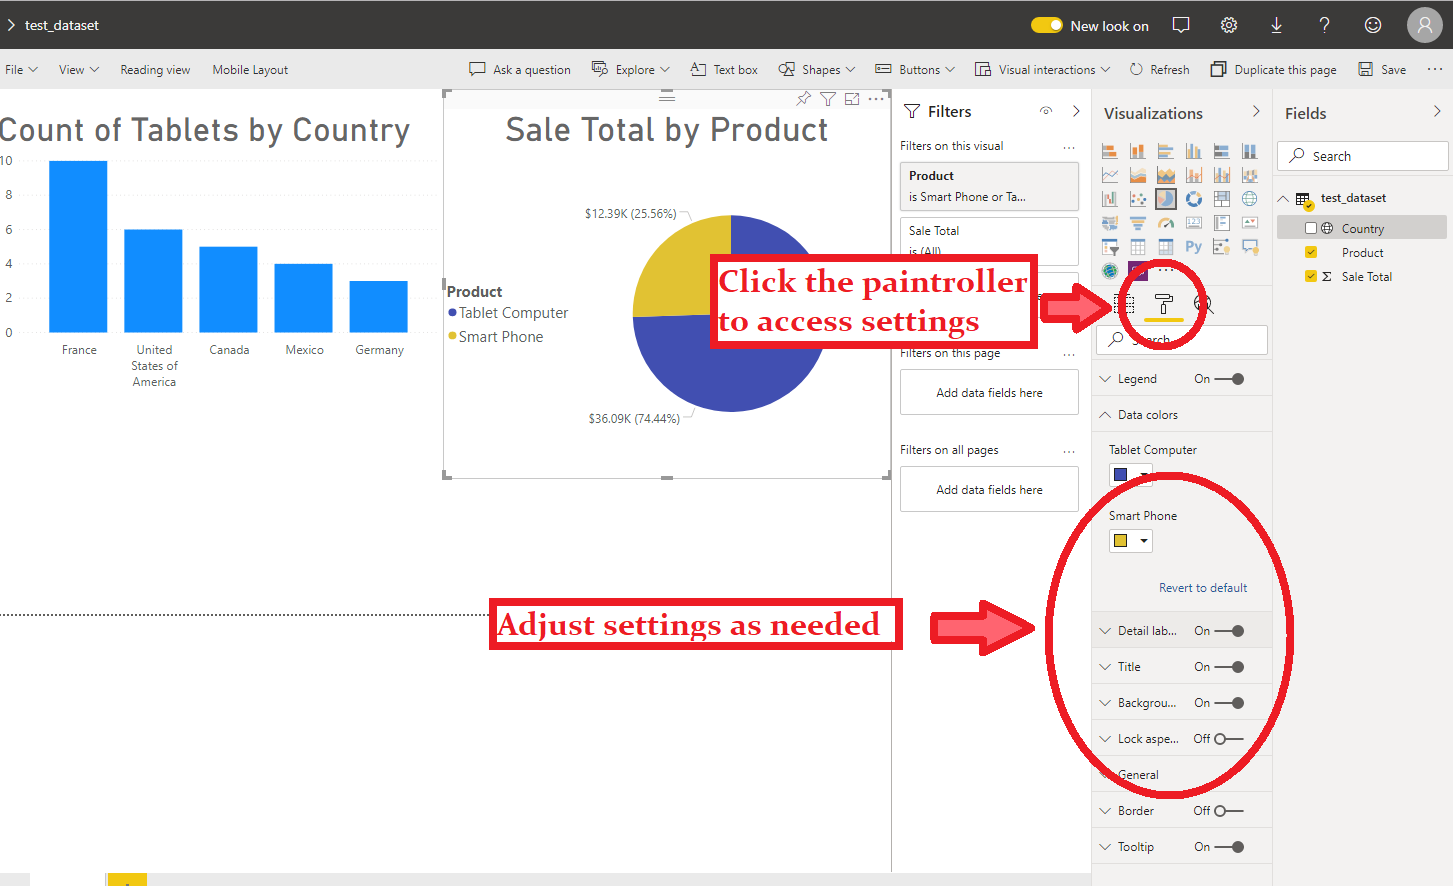 test_dataset
New look on
File
View
Reading view
Mobile Layout
Ask a question
Explore
Text box
Shapes
Buttons
Visual interactions
Refresh
Duplicate this page
Save
Count of Tablets by Country
10
8
6
4
2
0
France
United
States of
America
Canada
Mexico
Germany
Sale Total by Product
$12.39K (25.56%)
Product
Tablet Computer
Smart Phone
$36.09K (74.44%)
Click the paintroller
to access settings
Adjust settings as needed
Filters
Filters on this visual
Product
is Smart Phone or Ta...
Sale Total
is (All)
Filters on this page
Add data fields here
Filters on all pages
Add data fields here
Visualizations
123
Py
Search
Legend On
Data colors
Tablet Computer
Smart Phone
Revert to default
Detail lab... On
Title On
Backgrou... On
Lock aspe... Off
General
Border Off
Tooltip On
Fields
Search
test_dataset
Country
Product
Σ Sale Total